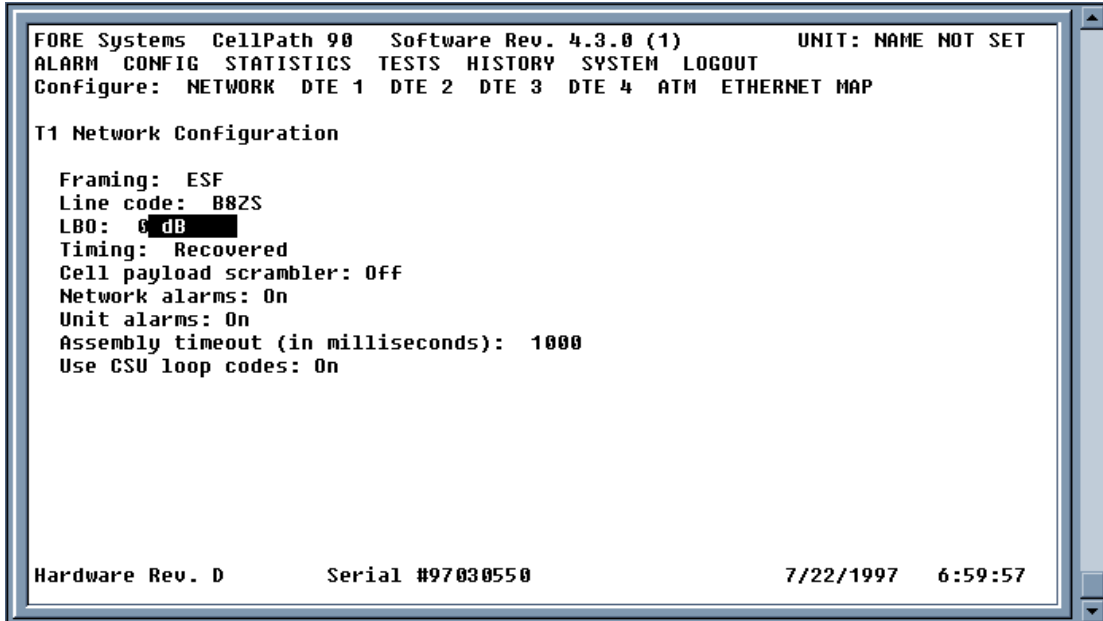 FORE Systems  CellPath 90   Software Rev. 4.3.0 (1)             UNIT: NAME NOT SET
ALARM  CONFIG  STATISTICS   TESTS  HISTORY   SYSTEM  LOGOUT
Configure:  NETWORK  DTE 1  DTE 2  DTE 3  DTE 4  ATM  ETHERNET MAP
T1 Network Configuration
Framing:  ESF
Line code:  B8ZS
LBO:  0 dB
Timing:  Recovered
Cell payload scrambler: Off
Network alarms: On
Unit alarms: On
Assembly timeout (in milliseconds):  1000
Use CSU loop codes: On
Hardware Rev. D        Serial #97030550                      7/22/1997   6:59:57